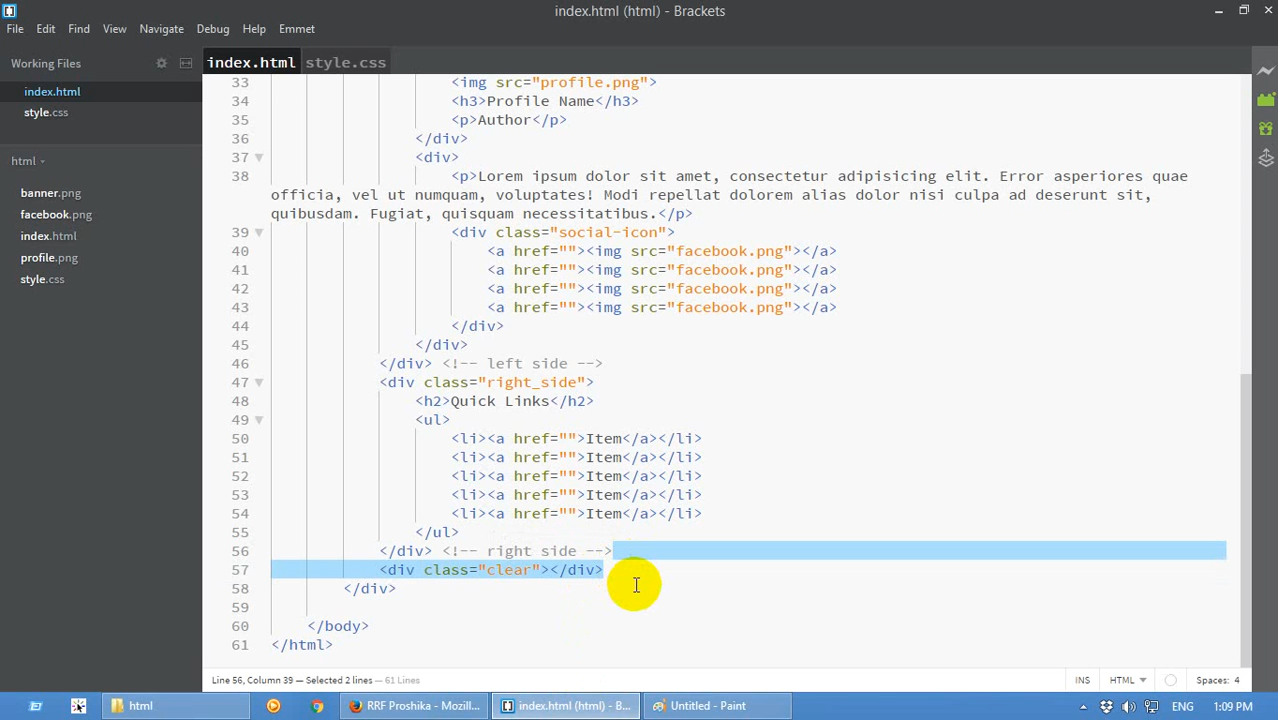 index.html (html) - Brackets
File Edit Find View Navigate Debug Help Emmet
Working Files
index.html
style.css
html
banner.png
facebook.png
index.html
profile.png
style.css
index.html style.css
33 <img src="profile.png">
34 <h3>Profile Name</h3>
35 <p>Author</p>
36 </div>
37 <div>
38 <p>Lorem ipsum dolor sit amet, consectetur adipisicing elit. Error asperiores quae
officia, vel ut numquam, voluptates! Modi repellat dolorem alias dolor nisi culpa ad deserunt sit,
quibusdam. Fugiat, quisquam necessitatibus.</p>
39 <div class="social-icon">
40 <a href=""><img src="facebook.png"></a>
41 <a href=""><img src="facebook.png"></a>
42 <a href=""><img src="facebook.png"></a>
43 <a href=""><img src="facebook.png"></a>
44 </div>
45 </div>
46 </div> <!-- left side -->
47 <div class="right_side">
48 <h2>Quick Links</h2>
49 <ul>
50 <li><a href="">Item</a></li>
51 <li><a href="">Item</a></li>
52 <li><a href="">Item</a></li>
53 <li><a href="">Item</a></li>
54 <li><a href="">Item</a></li>
55 </ul>
56 </div> <!-- right side -->
57 <div class="clear"></div>
58 </div>
59
60 </body>
61 </html>
Line 56, Column 39 — Selected 2 lines — 61 Lines INS HTML Spaces: 4
html RRF Proshika - Mozill... index.html (html) - B... Untitled - Paint ENG 1:09 PM